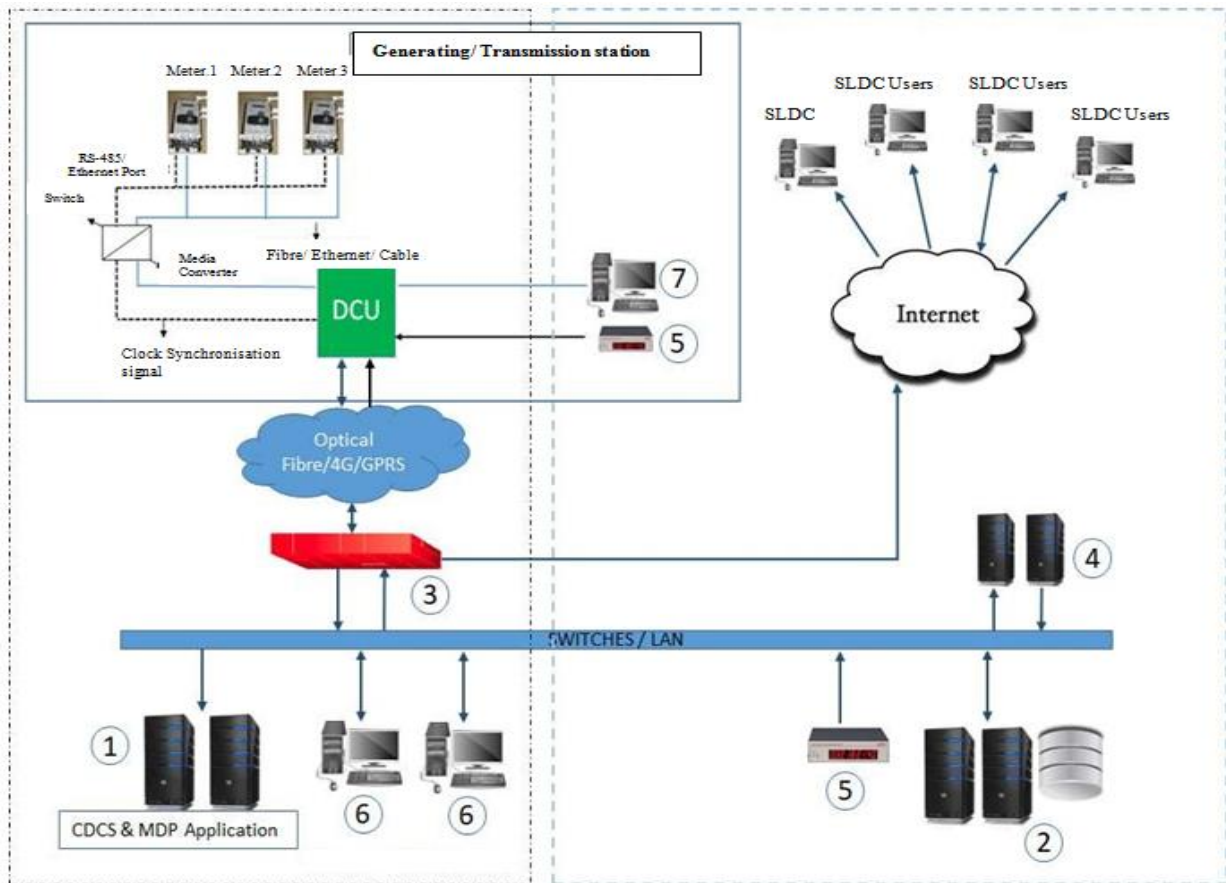 Generating/ Transmission station
Meter.1
Meter 2
Meter.3
RS-485/
Ethernet Port
Switch
Media
Converter
Fibre/ Ethernet/ Cable
DCU
7
5
Clock Synchronisation
signal
SLDC
SLDC Users
SLDC Users
SLDC Users
Internet
Optical
Fibre/4G/GPRS
3
4
SWITCHES / LAN
1
CDCS & MDP Application
6
6
5
2